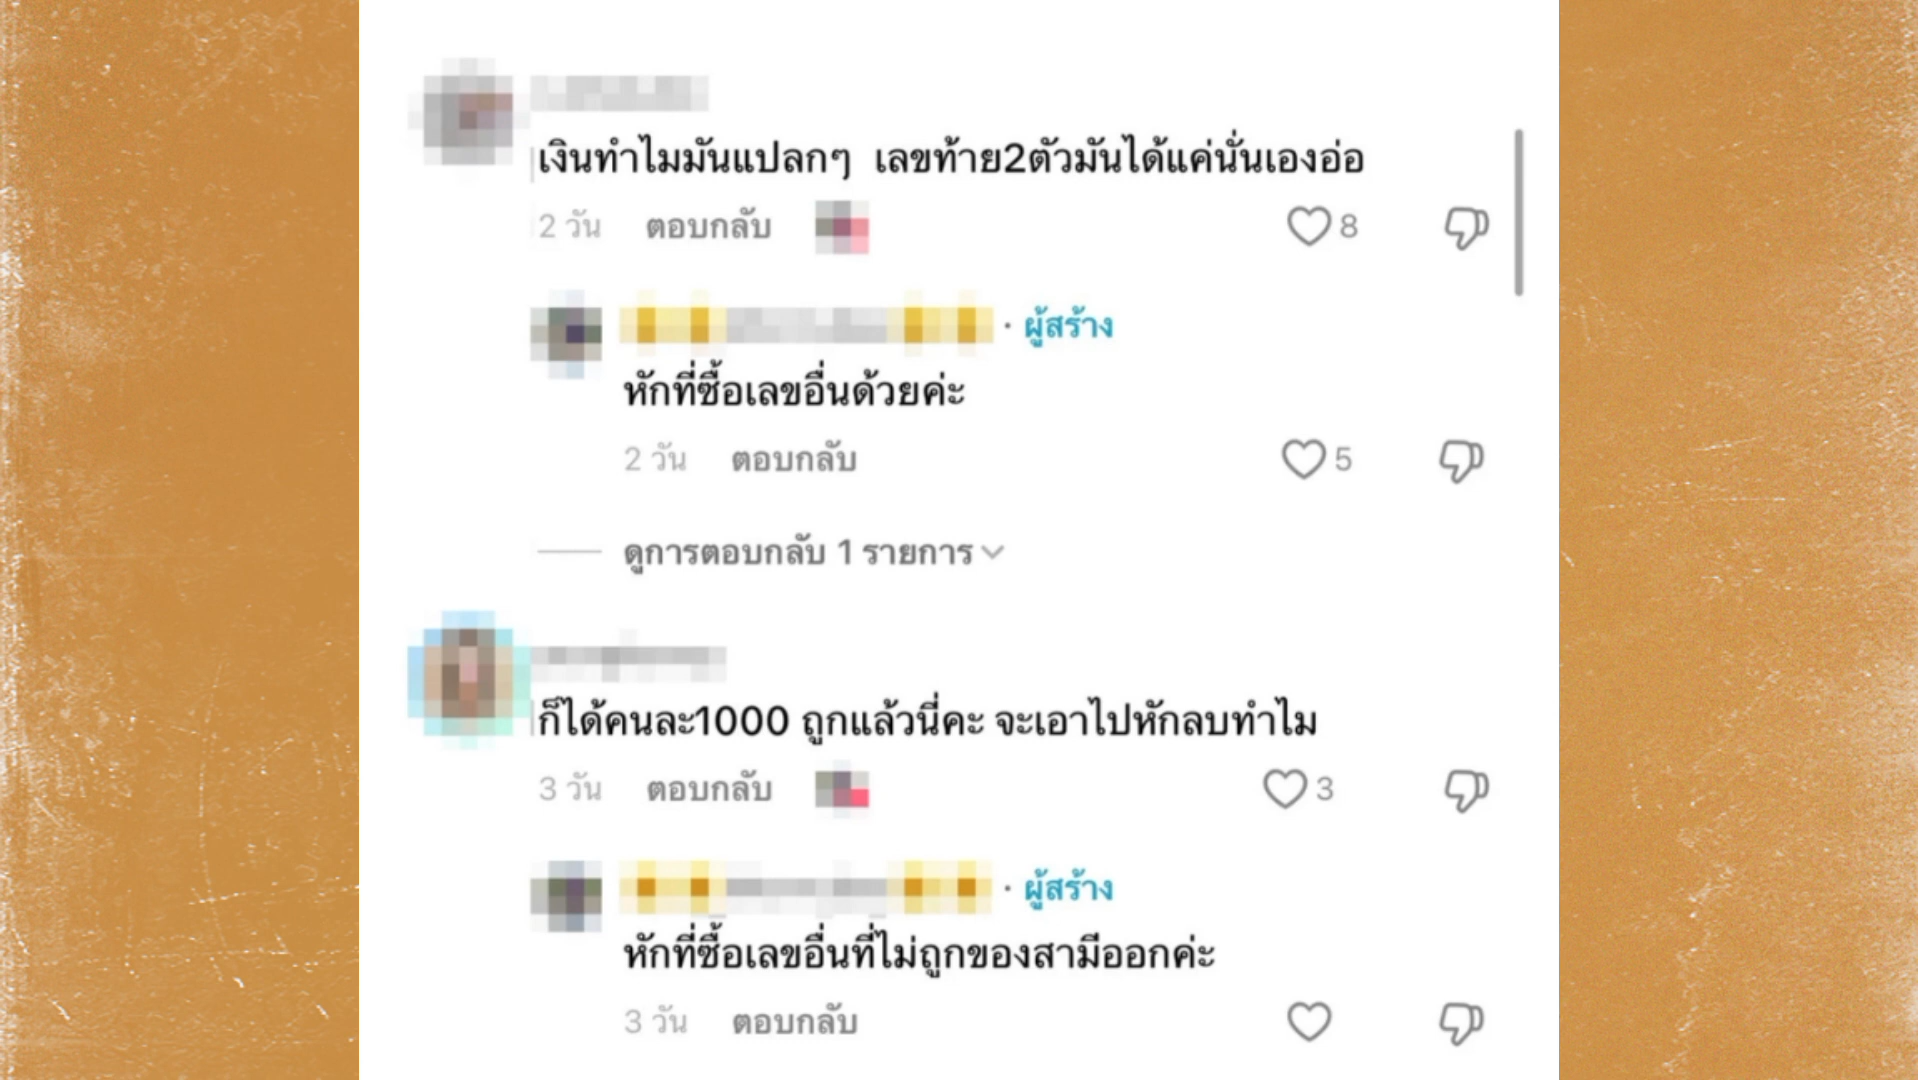 เงินทำไมมันแปลกๆ เลขท้าย2ตัวมันได้แค่นั่นเองอ่อ
2 วัน ตอบกลับ 8
· ผู้สร้าง
หักที่ซื้อเลขอื่นด้วยค่ะ
2 วัน ตอบกลับ 5
ดูการตอบกลับ 1 รายการ
ก็ได้คนละ1000 ถูกแล้วนี่คะ จะเอาไปหักลบทำไม
3 วัน ตอบกลับ 3
· ผู้สร้าง
หักที่ซื้อเลขอื่นที่ไม่ถูกของสามีออกค่ะ
3 วัน ตอบกลับ